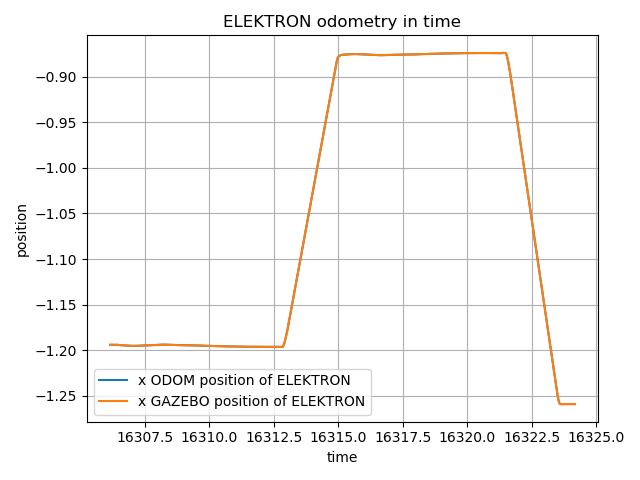 ELEKTRON odometry in time
−0.90
−0.95
−1.00
−1.05
−1.10
−1.15
−1.20
−1.25
position
x ODOM position of ELEKTRON
x GAZEBO position of ELEKTRON
16307.5 16310.0 16312.5 16315.0 16317.5 16320.0 16322.5 16325.0
time